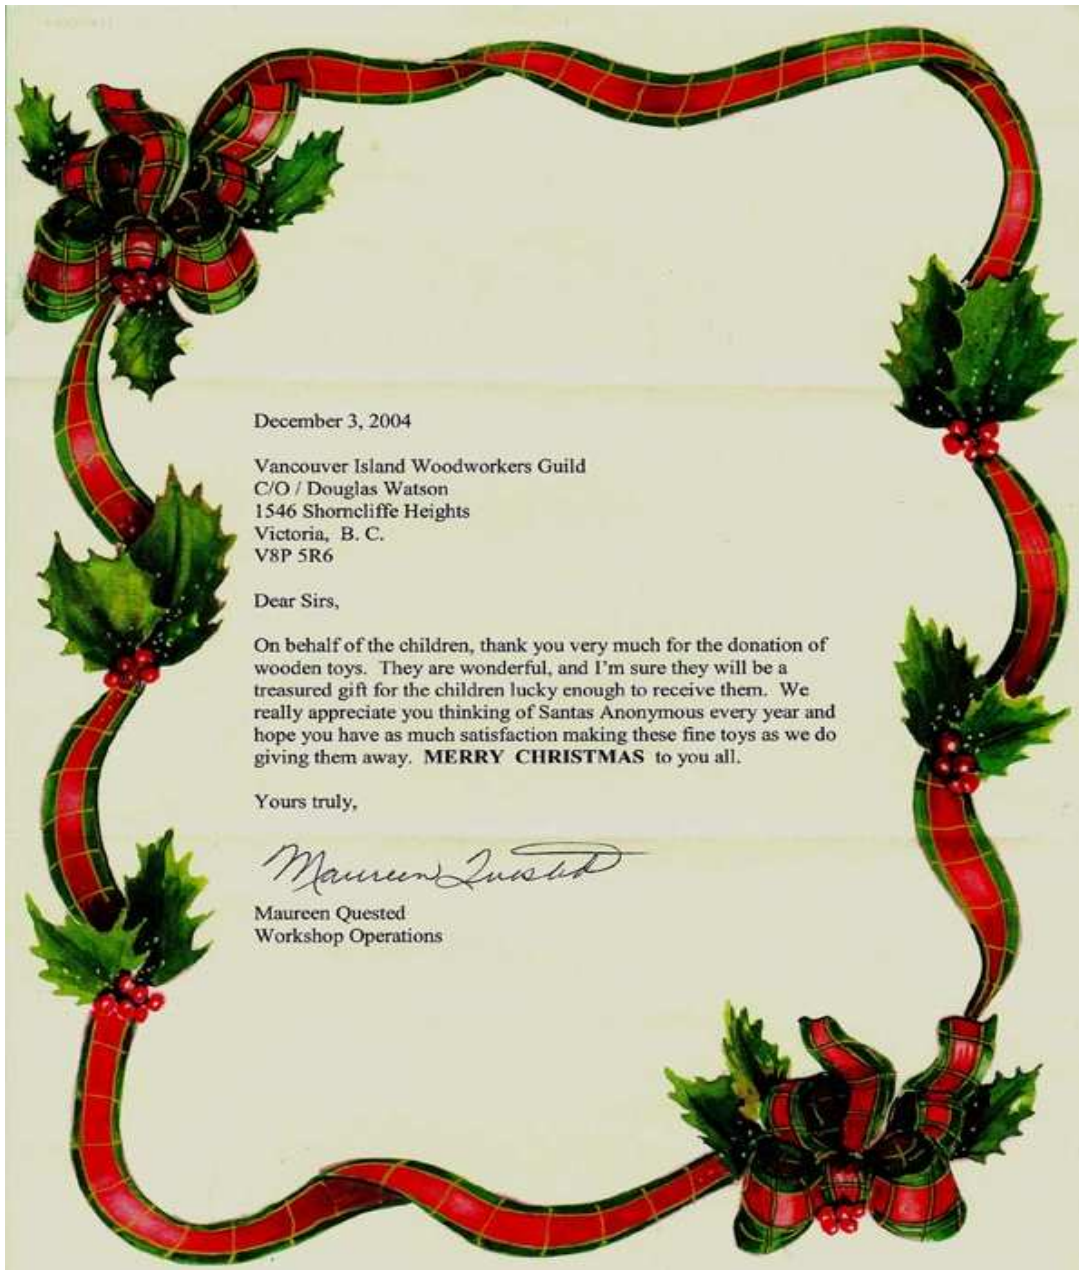 December 3, 2004
Vancouver Island Woodworkers Guild
C/O / Douglas Watson
1546 Shorncliffe Heights
Victoria, B. C.
V8P 5R6
Dear Sirs,
On behalf of the children, thank you very much for the donation of
wooden toys. They are wonderful, and I'm sure they will be a
treasured gift for the children lucky enough to receive them. We
really appreciate you thinking of Santas Anonymous every year and
hope you have as much satisfaction making these fine toys as we do
giving them away. MERRY CHRISTMAS to you all.
Yours truly,
Maureen Quested
Maureen Quested
Workshop Operations